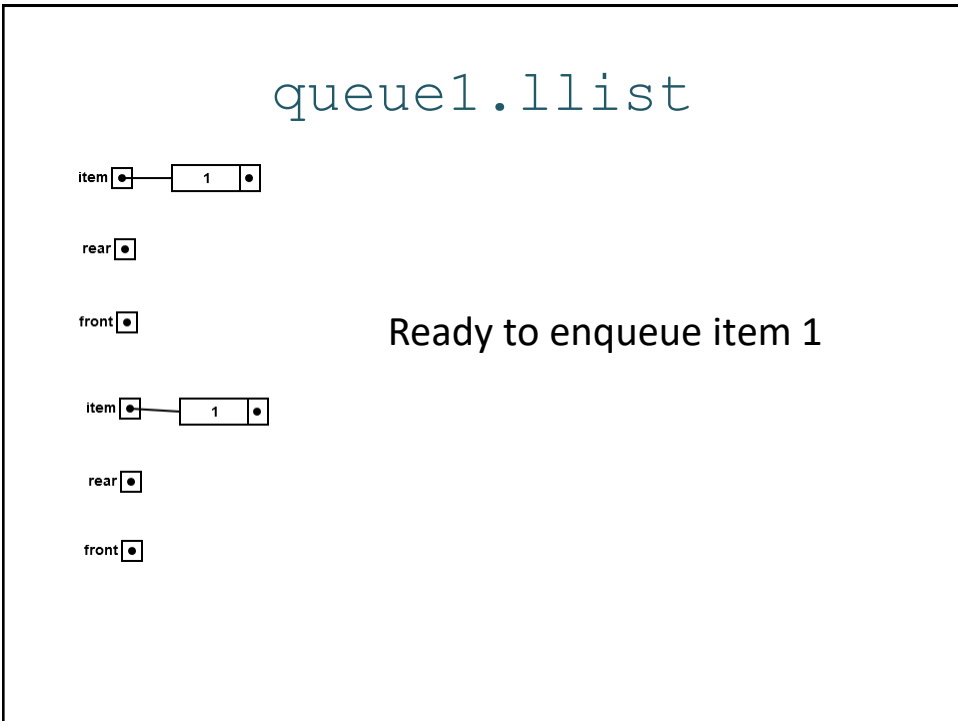 queue1.llist
item
1
rear
front
Ready to enqueue item 1
item
1
rear
front